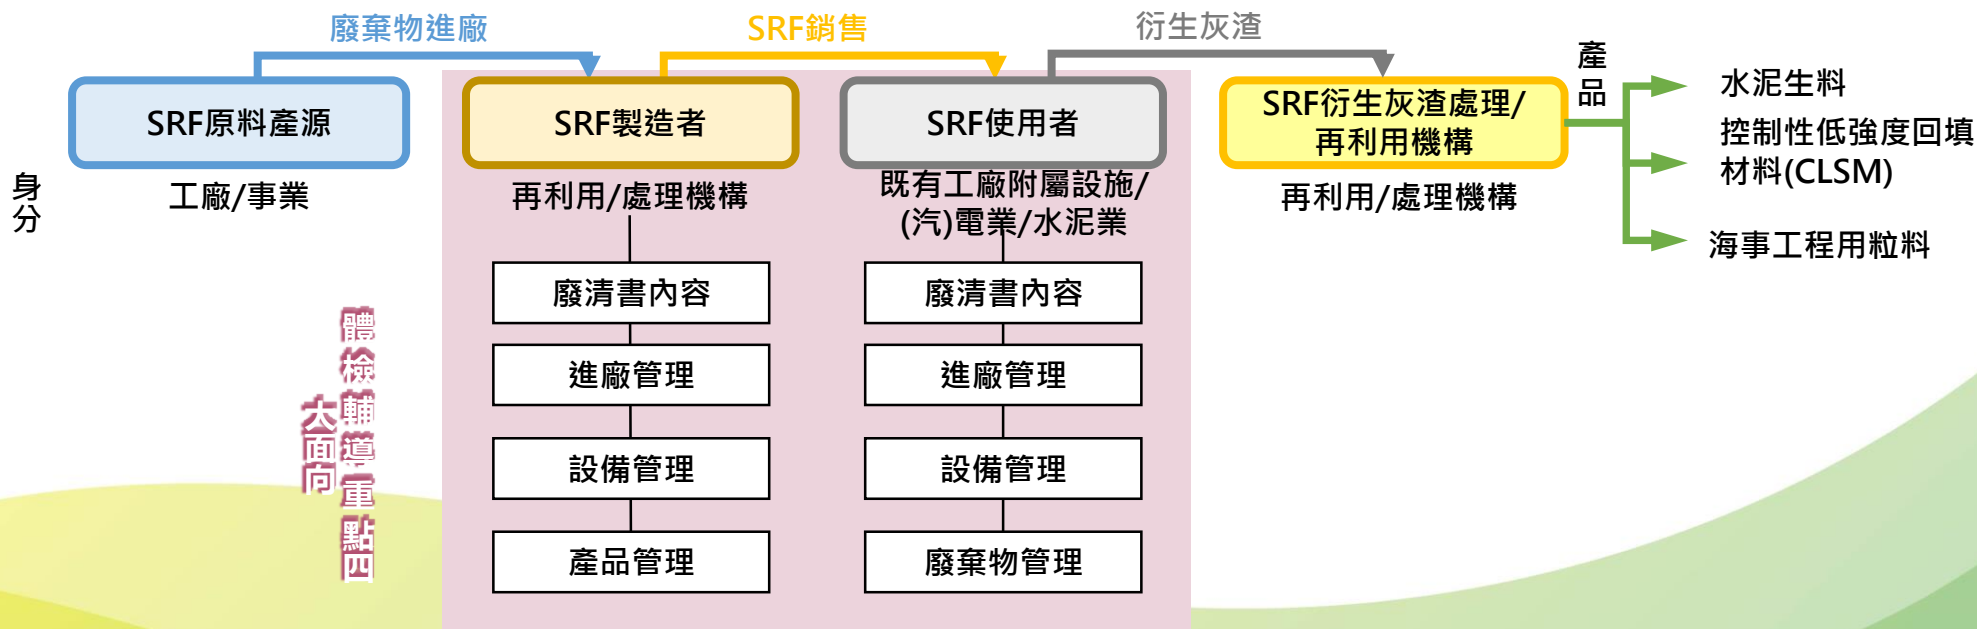 廢棄物進廠
SRF銷售
衍生灰渣
SRF原料產源
SRF製造者
SRF使用者
SRF衍生灰渣處理/
再利用機構
產品
水泥生料
控制性低強度回填
材料(CLSM)
海事工程用粒料
身分
工廠/事業
再利用/處理機構
既有工廠附屬設施/
(汽)電業/水泥業
再利用/處理機構
體檢輔導重點四
大面向
廢清書內容
進廠管理
設備管理
產品管理
廢清書內容
進廠管理
設備管理
廢棄物管理